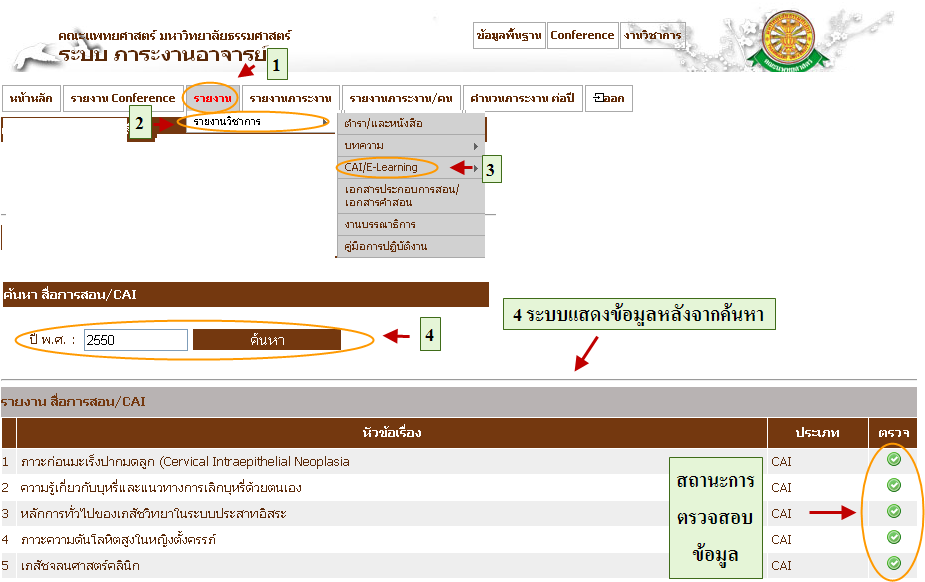 คณะแพทยศาสตร์ มหาวิทยาลัยธรรมศาสตร์
ระบบ ภาระงานอาจารย์
ข้อมูลพื้นฐาน Conference งานวิชาการ
1
หน้าหลัก รายงาน Conference รายงาน รายงานภาระงาน รายงานภาระงาน/คน คำนวนภาระงาน ต่อปี ออก
2
รายงานวิชาการ
ตำรา/และหนังสือ
บทความ
CAI/E-Learning
3
เอกสารประกอบการสอน/
เอกสารคำสอน
งานบรรณาธิการ
คู่มือการปฏิบัติงาน
ค้นหา สื่อการสอน/CAI
4 ระบบแสดงข้อมูลหลังจากค้นหา
ปี พ.ศ. : 2550 ค้นหา
4
รายงาน สื่อการสอน/CAI
หัวข้อเรื่อง ประเภท ตรวจ
1 ภาวะก่อนมะเร็งปากมดลูก (Cervical Intraepithelial Neoplasia CAI
2 ความรู้เกี่ยวกับบุหรี่และแนวทางการเลิกบุหรี่ด้วยตนเอง CAI
3 หลักการทั่วไปของเภสัชวิทยาในระบบประสาทอิสระ CAI
4 ภาวะความดันโลหิตสูงในหญิงตั้งครรภ์ CAI
5 เภสัชจลนศาสตร์คลินิก CAI
สถานะการ
ตรวจสอบ
ข้อมูล